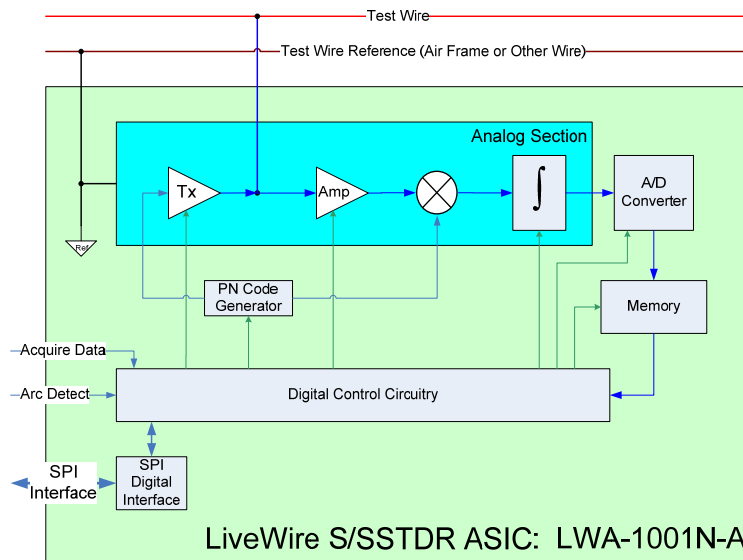 Test Wire
Test Wire Reference (Air Frame or Other Wire)
Analog Section
Tx
Amp
∫
A/D
Converter
Ref
PN Code
Generator
Memory
Acquire Data
Arc Detect
Digital Control Circuitry
SPI
Interface
SPI
Digital
Interface
LiveWire S/SSTDR ASIC: LWA-1001N-A